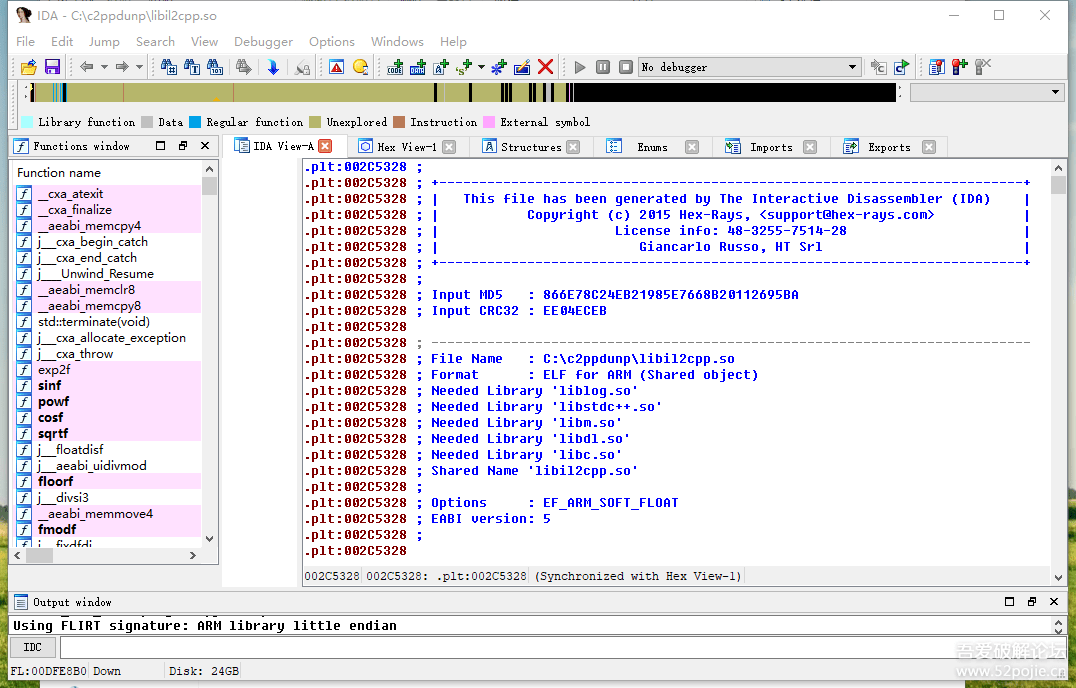 IDA - C:\c2ppdunp\libil2cpp.so
File Edit Jump Search View Debugger Options Windows Help
No debugger
Library function Data Regular function Unexplored Instruction External symbol
Functions window
IDA View-A Hex View-1 Structures Enums Imports Exports
Function name
__cxa_atexit
__cxa_finalize
__aeabi_memcpy4
j___cxa_begin_catch
j___cxa_end_catch
j____Unwind_Resume
__aeabi_memclr8
__aeabi_memcpy8
std::terminate(void)
j___cxa_allocate_exception
j___cxa_throw
exp2f
sinf
powf
cosf
sqrtf
j___floatdisf
j___aeabi_uidivmod
floorf
j___divsi3
__aeabi_memmove4
fmodf
j___fixdfdi
.plt:002C5328 ;
.plt:002C5328 ; +-------------------------------------------------------------------------+
.plt:002C5328 ; | This file has been generated by The Interactive Disassembler (IDA) |
.plt:002C5328 ; | Copyright (c) 2015 Hex-Rays, <support@hex-rays.com> |
.plt:002C5328 ; | License info: 48-3255-7514-28 |
.plt:002C5328 ; | Giancarlo Russo, HT Srl |
.plt:002C5328 ; +-------------------------------------------------------------------------+
.plt:002C5328 ;
.plt:002C5328 ; Input MD5 : 866E78C24EB21985E7668B20112695BA
.plt:002C5328 ; Input CRC32 : EE04ECEB
.plt:002C5328
.plt:002C5328 ; ---------------------------------------------------------------------------
.plt:002C5328 ; File Name : C:\c2ppdunp\libil2cpp.so
.plt:002C5328 ; Format : ELF for ARM (Shared object)
.plt:002C5328 ; Needed Library 'liblog.so'
.plt:002C5328 ; Needed Library 'libstdc++.so'
.plt:002C5328 ; Needed Library 'libm.so'
.plt:002C5328 ; Needed Library 'libdl.so'
.plt:002C5328 ; Needed Library 'libc.so'
.plt:002C5328 ; Shared Name 'libil2cpp.so'
.plt:002C5328 ;
.plt:002C5328 ; Options : EF_ARM_SOFT_FLOAT
.plt:002C5328 ; EABI version: 5
.plt:002C5328 ;
.plt:002C5328
002C5328 002C5328: .plt:002C5328 (Synchronized with Hex View-1)
Output window
Using FLIRT signature: ARM library little endian
IDC
FL:00DFE8B0 Down Disk: 24GB
吾爱破解论坛
www.52pojie.cn